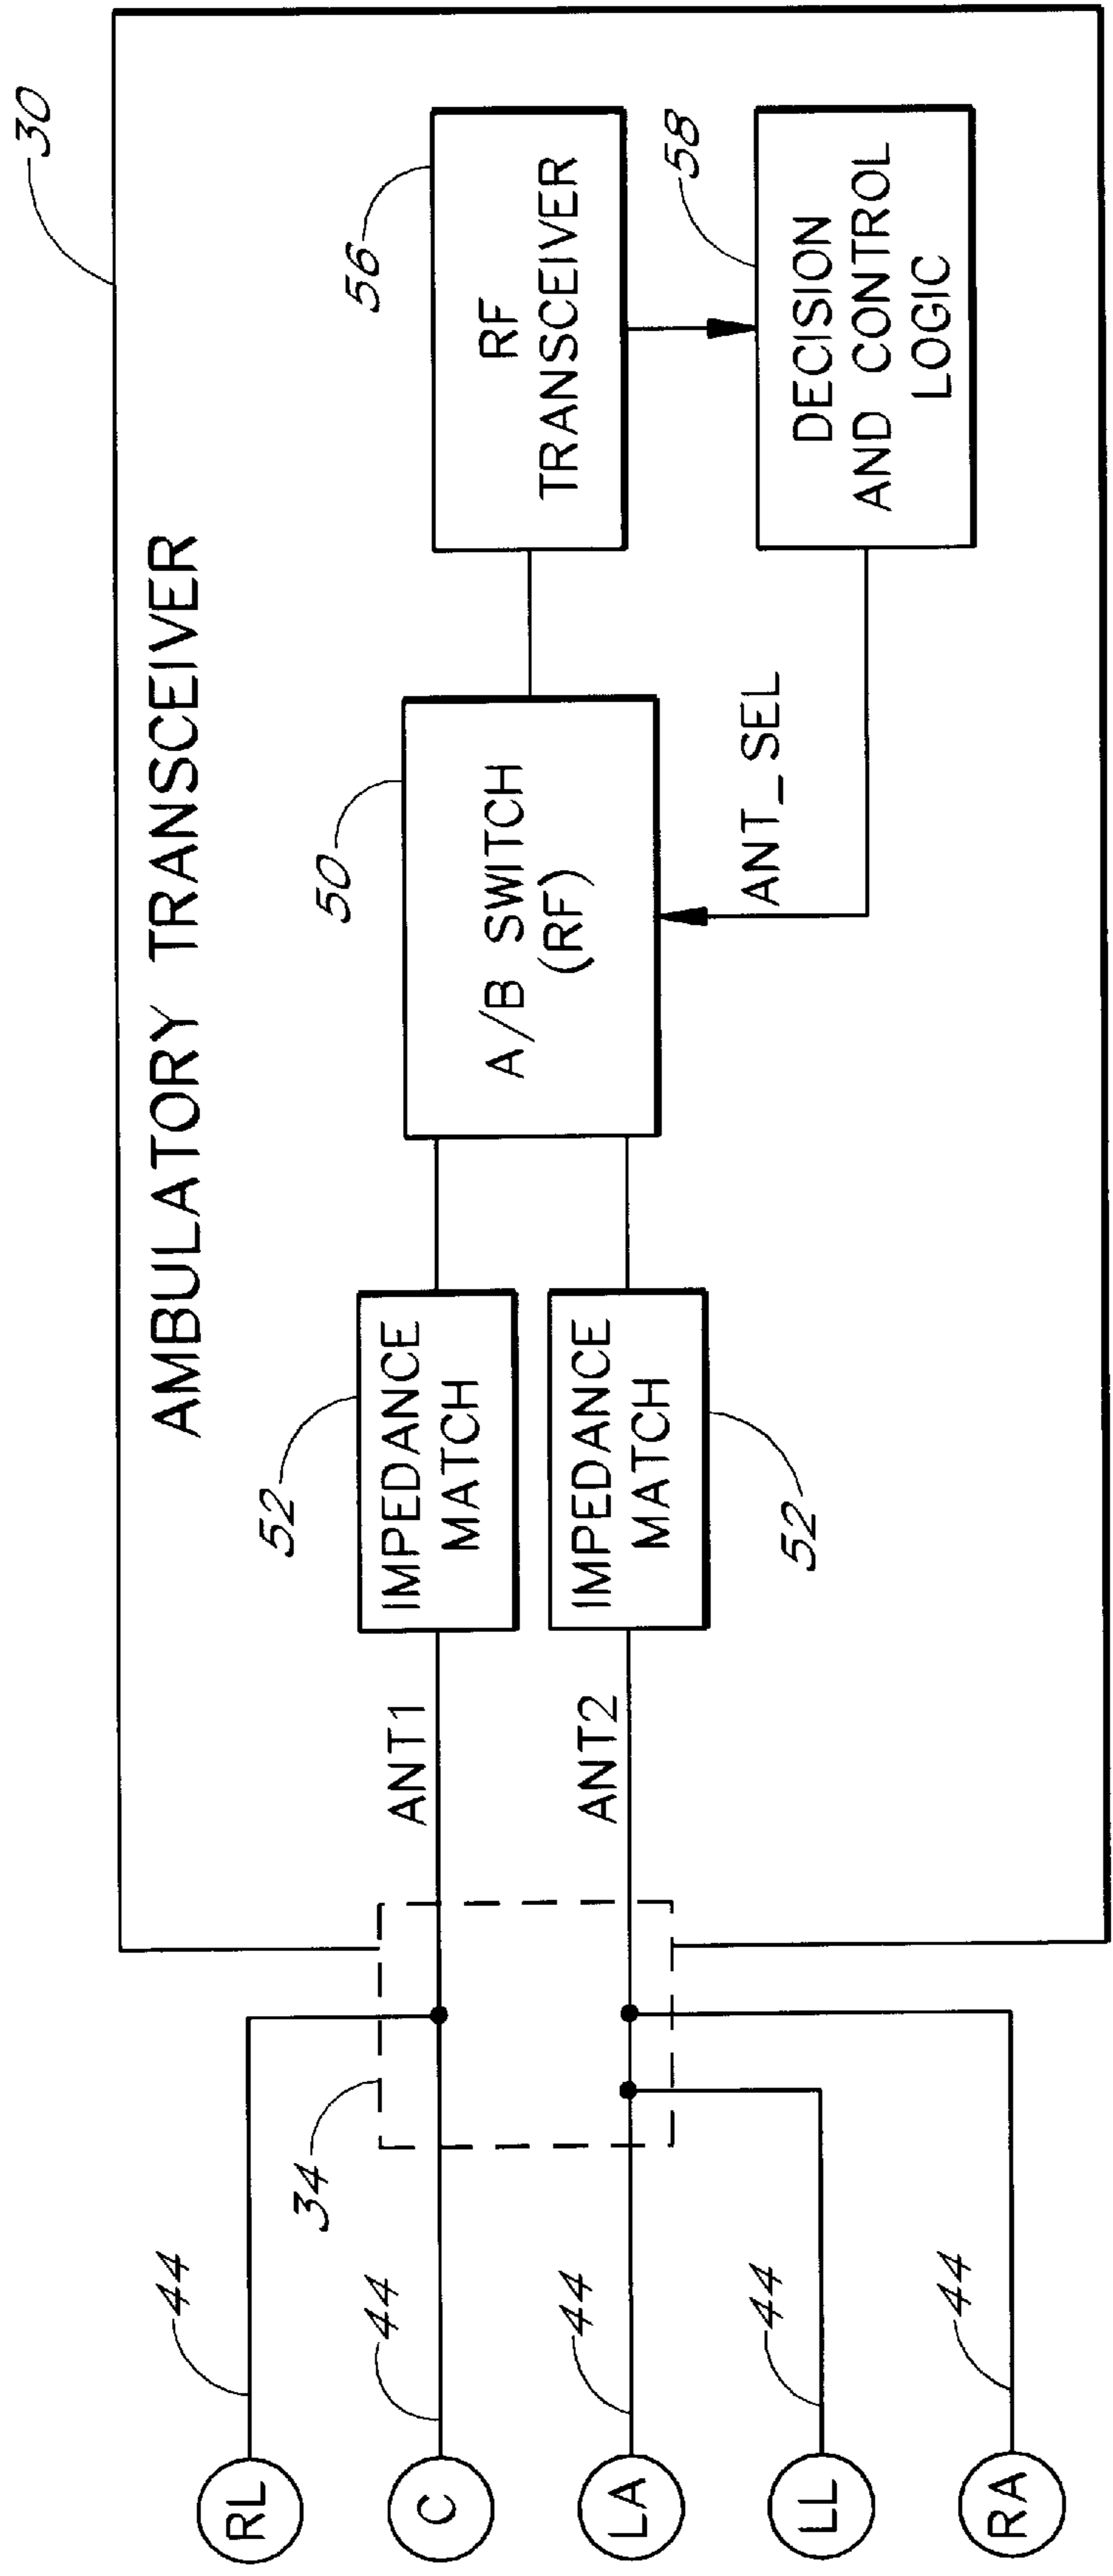 30
AMBULATORY TRANSCEIVER
RL
44
C
44
LA
44
LL
44
RA
44
34
ANT1
ANT2
52
IMPEDANCE
MATCH
IMPEDANCE
MATCH
52
50
A/B SWITCH
(RF)
ANT_SEL
56
RF
TRANSCEIVER
58
DECISION
AND CONTROL
LOGIC